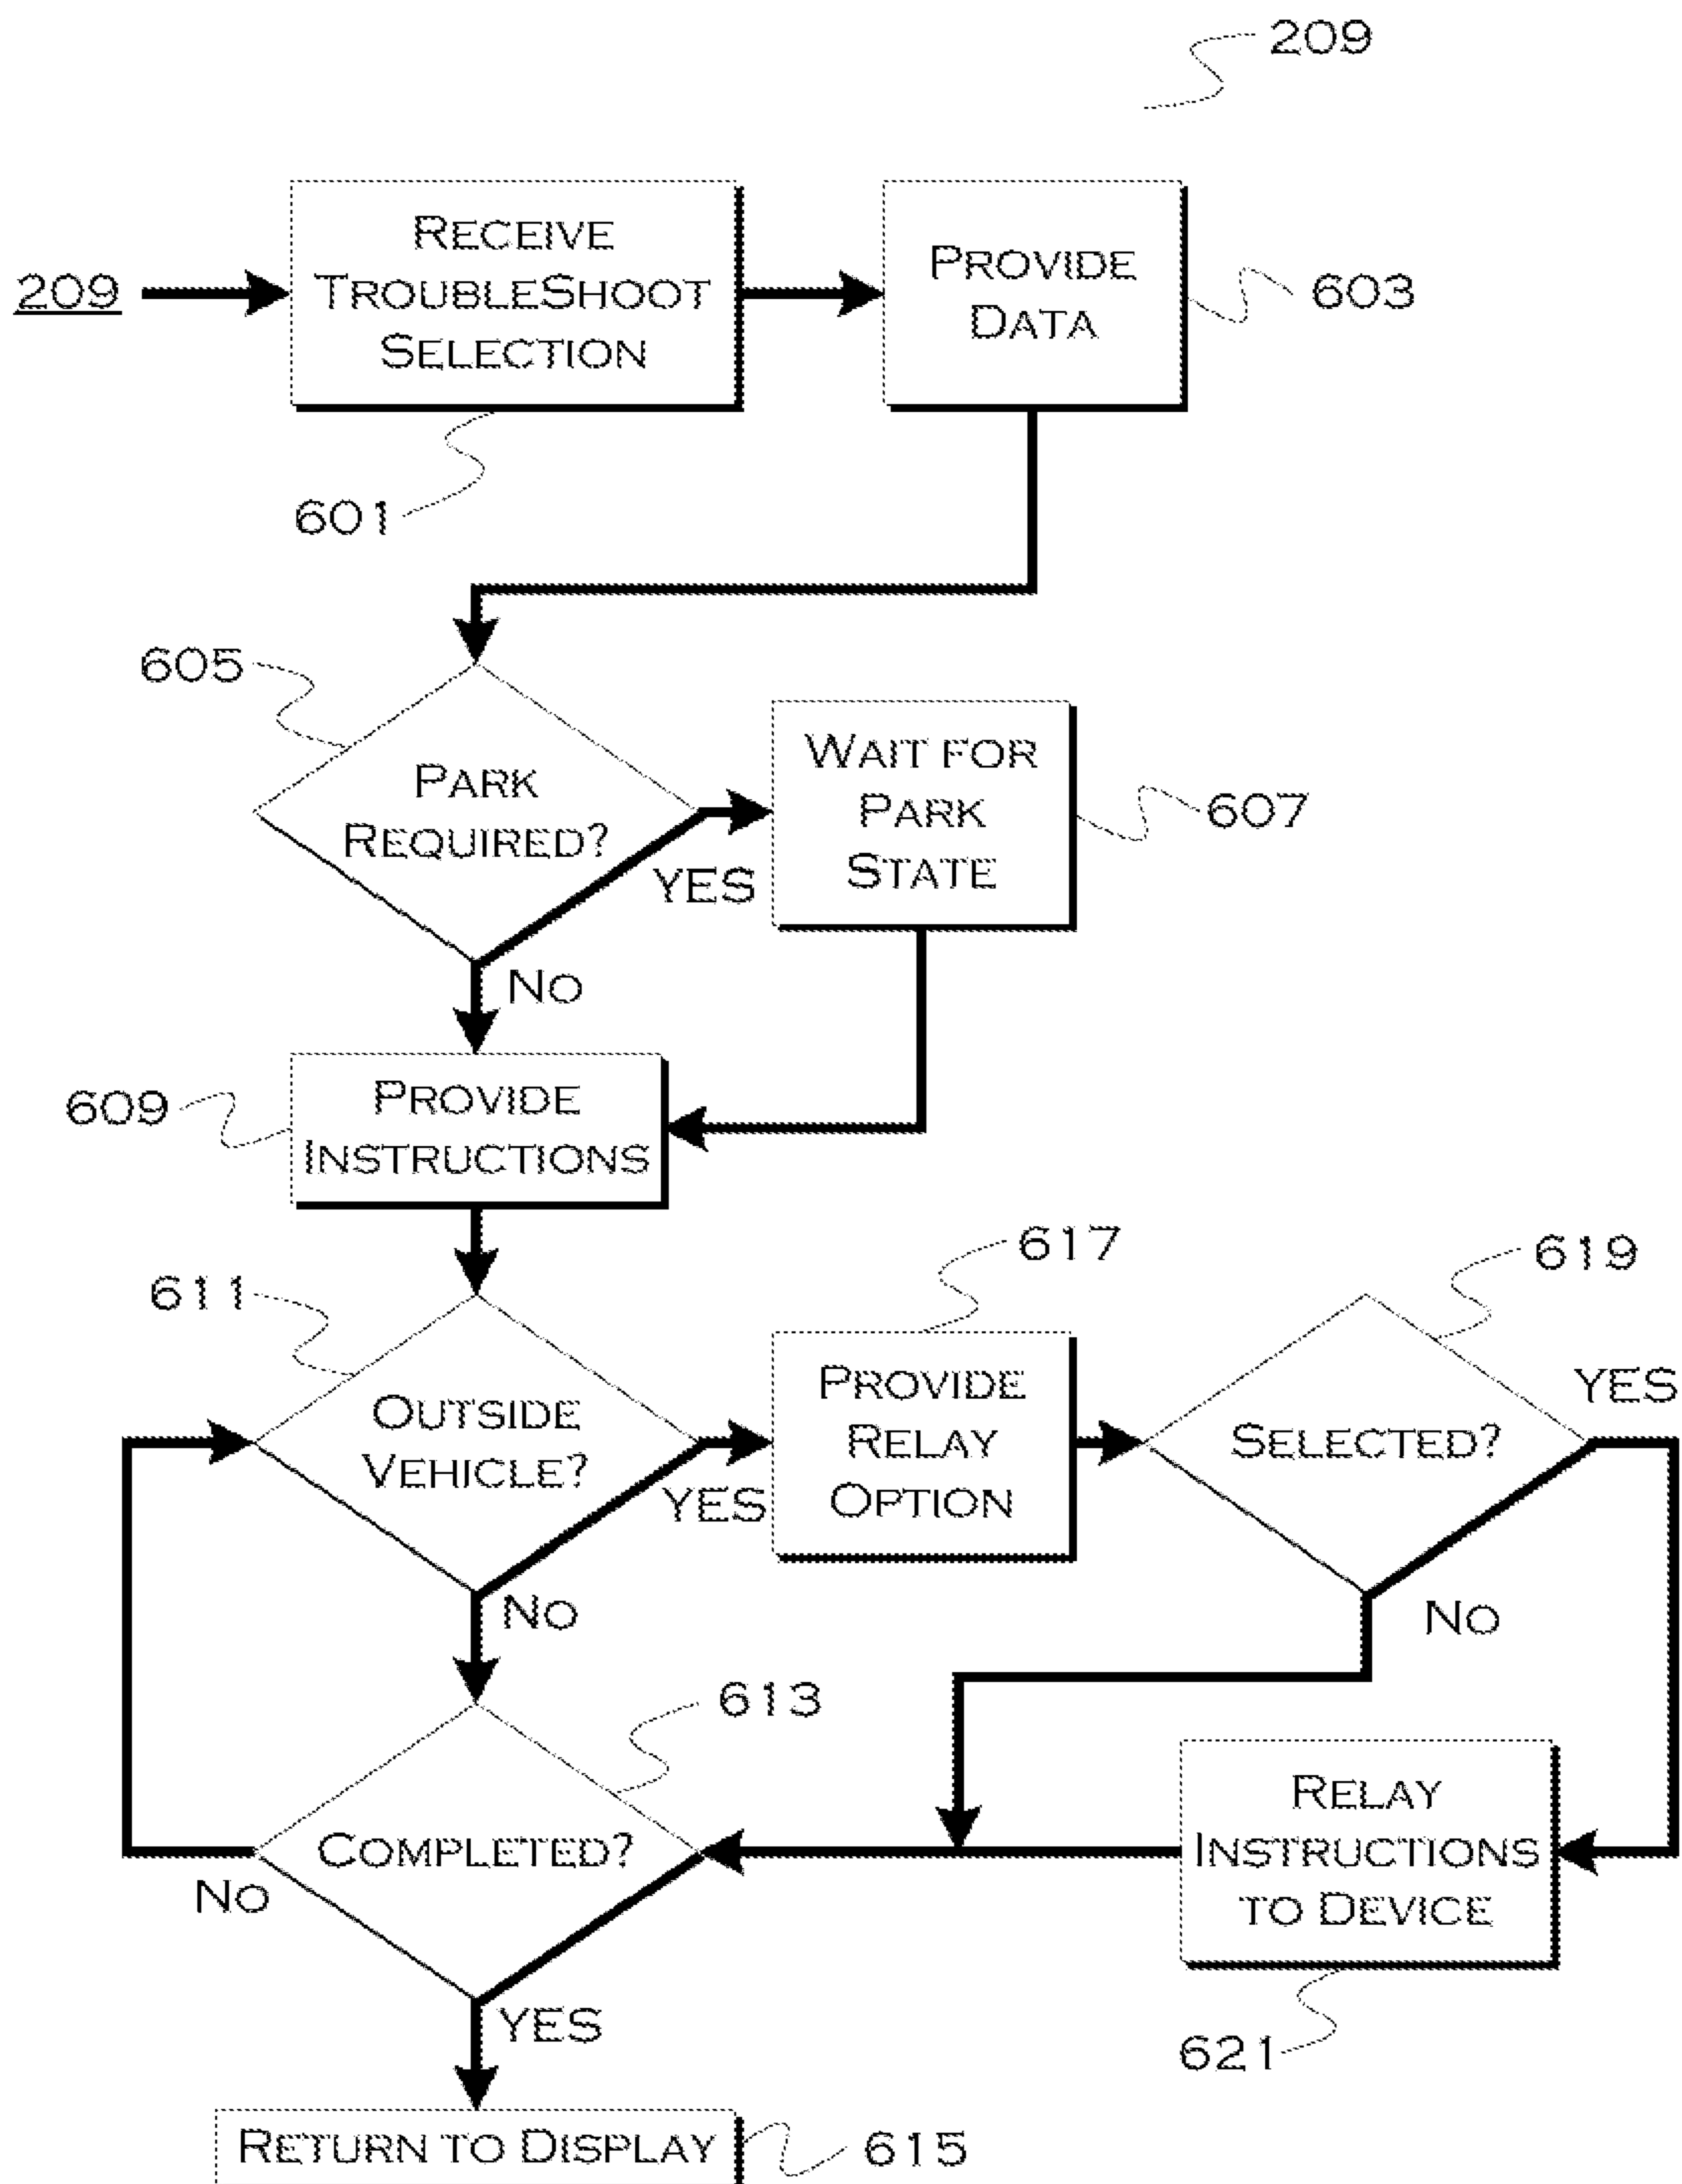 209
209
RECEIVE
TROUBLESHOOT
SELECTION
PROVIDE
DATA
603
601
605
PARK
REQUIRED?
YES
NO
WAIT FOR
PARK
STATE
607
609
PROVIDE
INSTRUCTIONS
611
OUTSIDE
VEHICLE?
YES
NO
617
PROVIDE
RELAY
OPTION
619
SELECTED?
YES
NO
613
COMPLETED?
NO
YES
RELAY
INSTRUCTIONS
TO DEVICE
621
RETURN TO DISPLAY
615